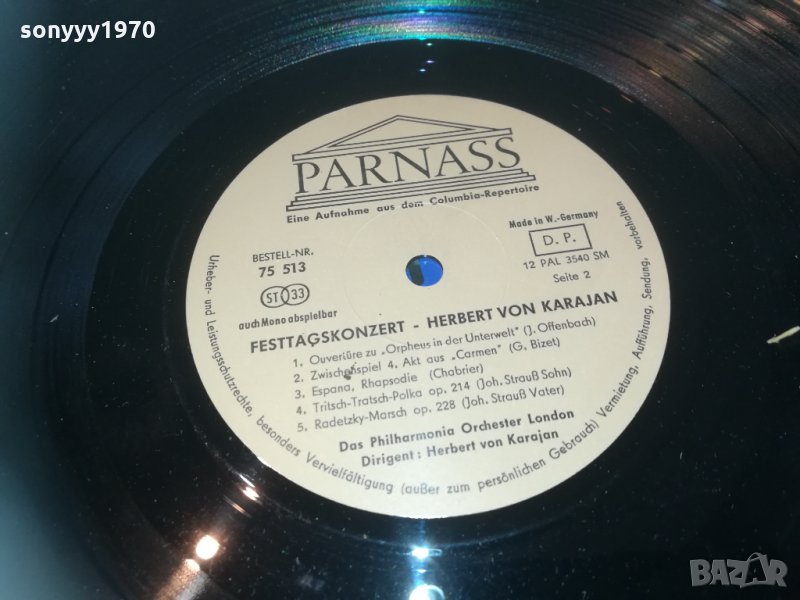 sonyyy1970
PARNASS
Eine Aufnahme aus dem Columbia-Repertoire
BESTELL-NR.
75 513
ST 33
auch Mono abspielbar
Made in W.-Germany
D. P.
12 PAL 3540 SM
Seite 2
FESTTAGSKONZERT - HERBERT VON KARAJAN
1. Ouvertüre zu „Orpheus in der Unterwelt" (J. Offenbach)
2. Zwischenspiel 4. Akt aus „Carmen" (G. Bizet)
3. Espana, Rhapsodie (Chabrier)
4. Tritsch-Tratsch-Polka op. 214 (Joh. Strauß Sohn)
5. Radetzky-Marsch op. 228 (Joh. Strauß Vater)
Das Philharmonia Orchester London
Dirigent: Herbert von Karajan
Urheber- und Leistungsschutzrechte, besonders Vervielfältigung (außer zum persönlichen Gebrauch) Vermietung, Aufführung, Sendung, vorbehalten
BAZAR